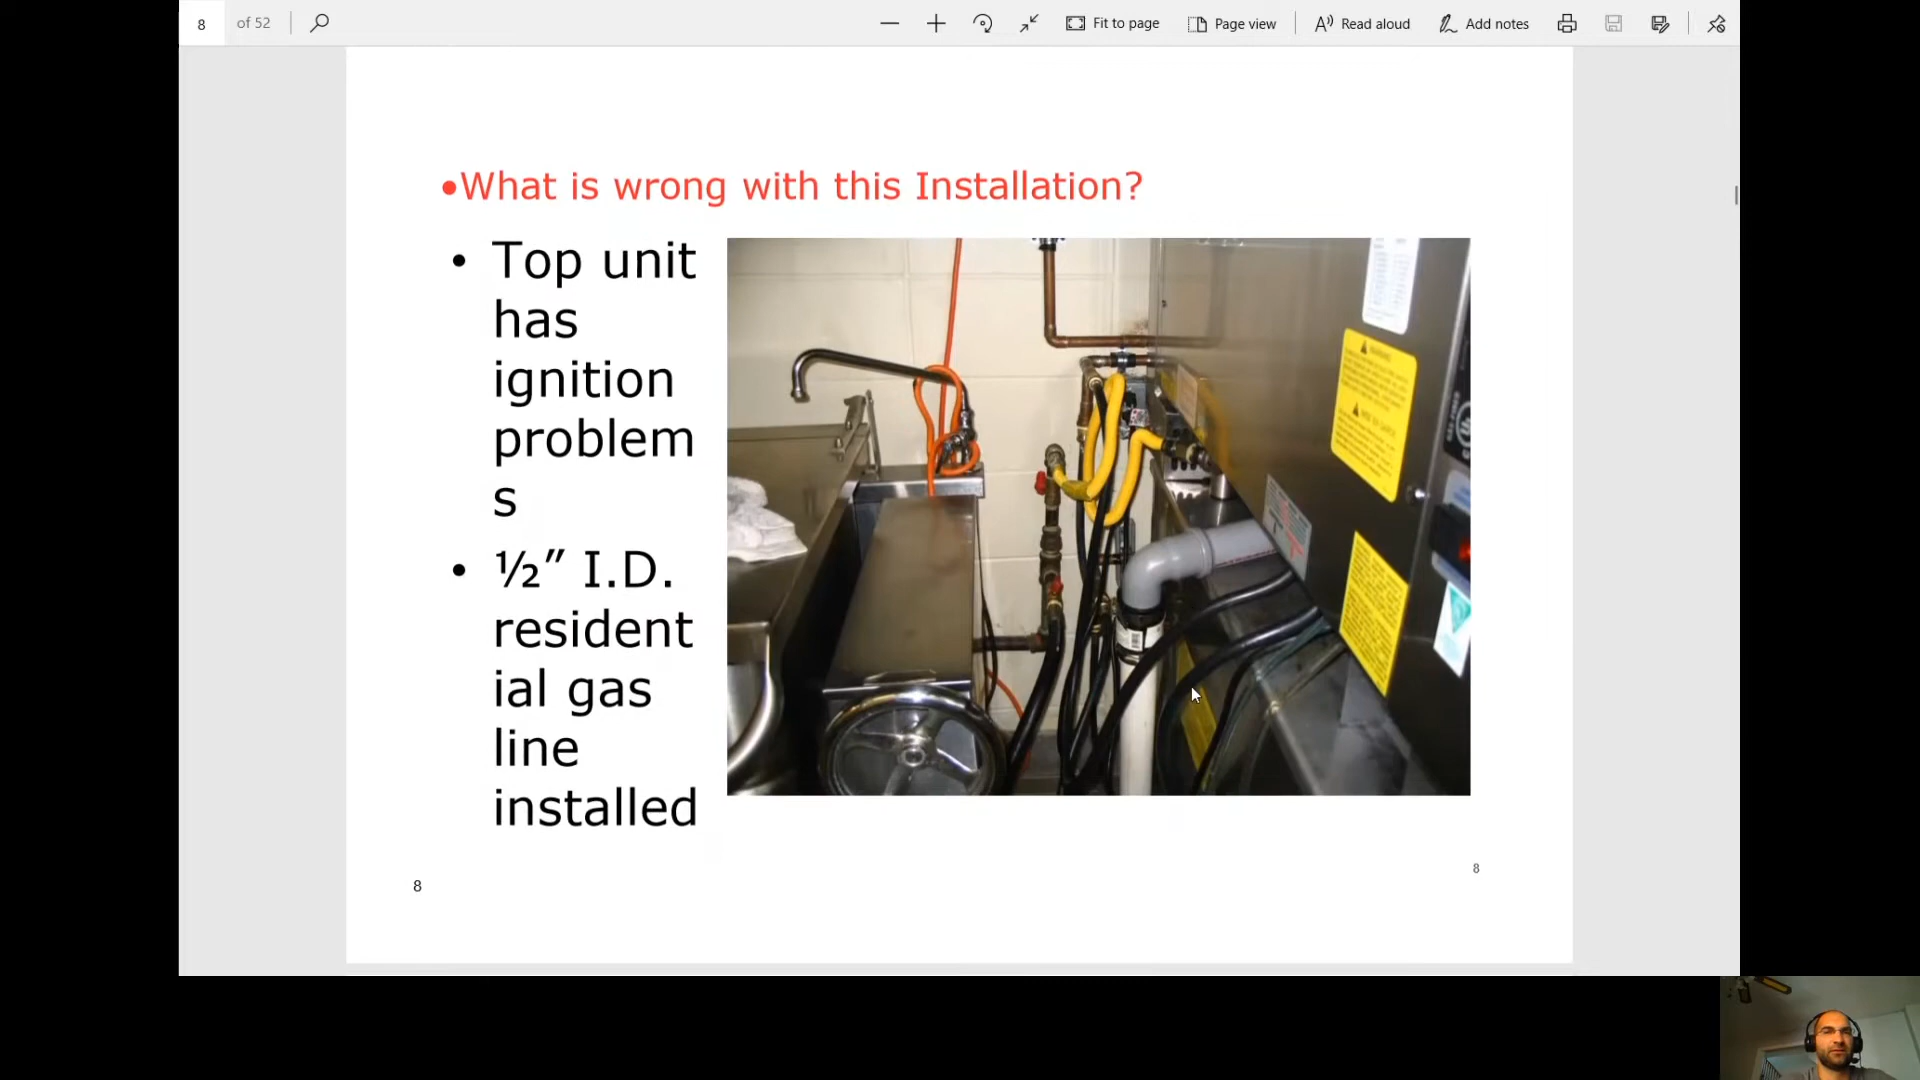 8 of 52 Fit to page Page view Read aloud Add notes
•What is wrong with this Installation?
• Top unit
has
ignition
problem
s
• ½” I.D.
resident
ial gas
line
installed
8
8